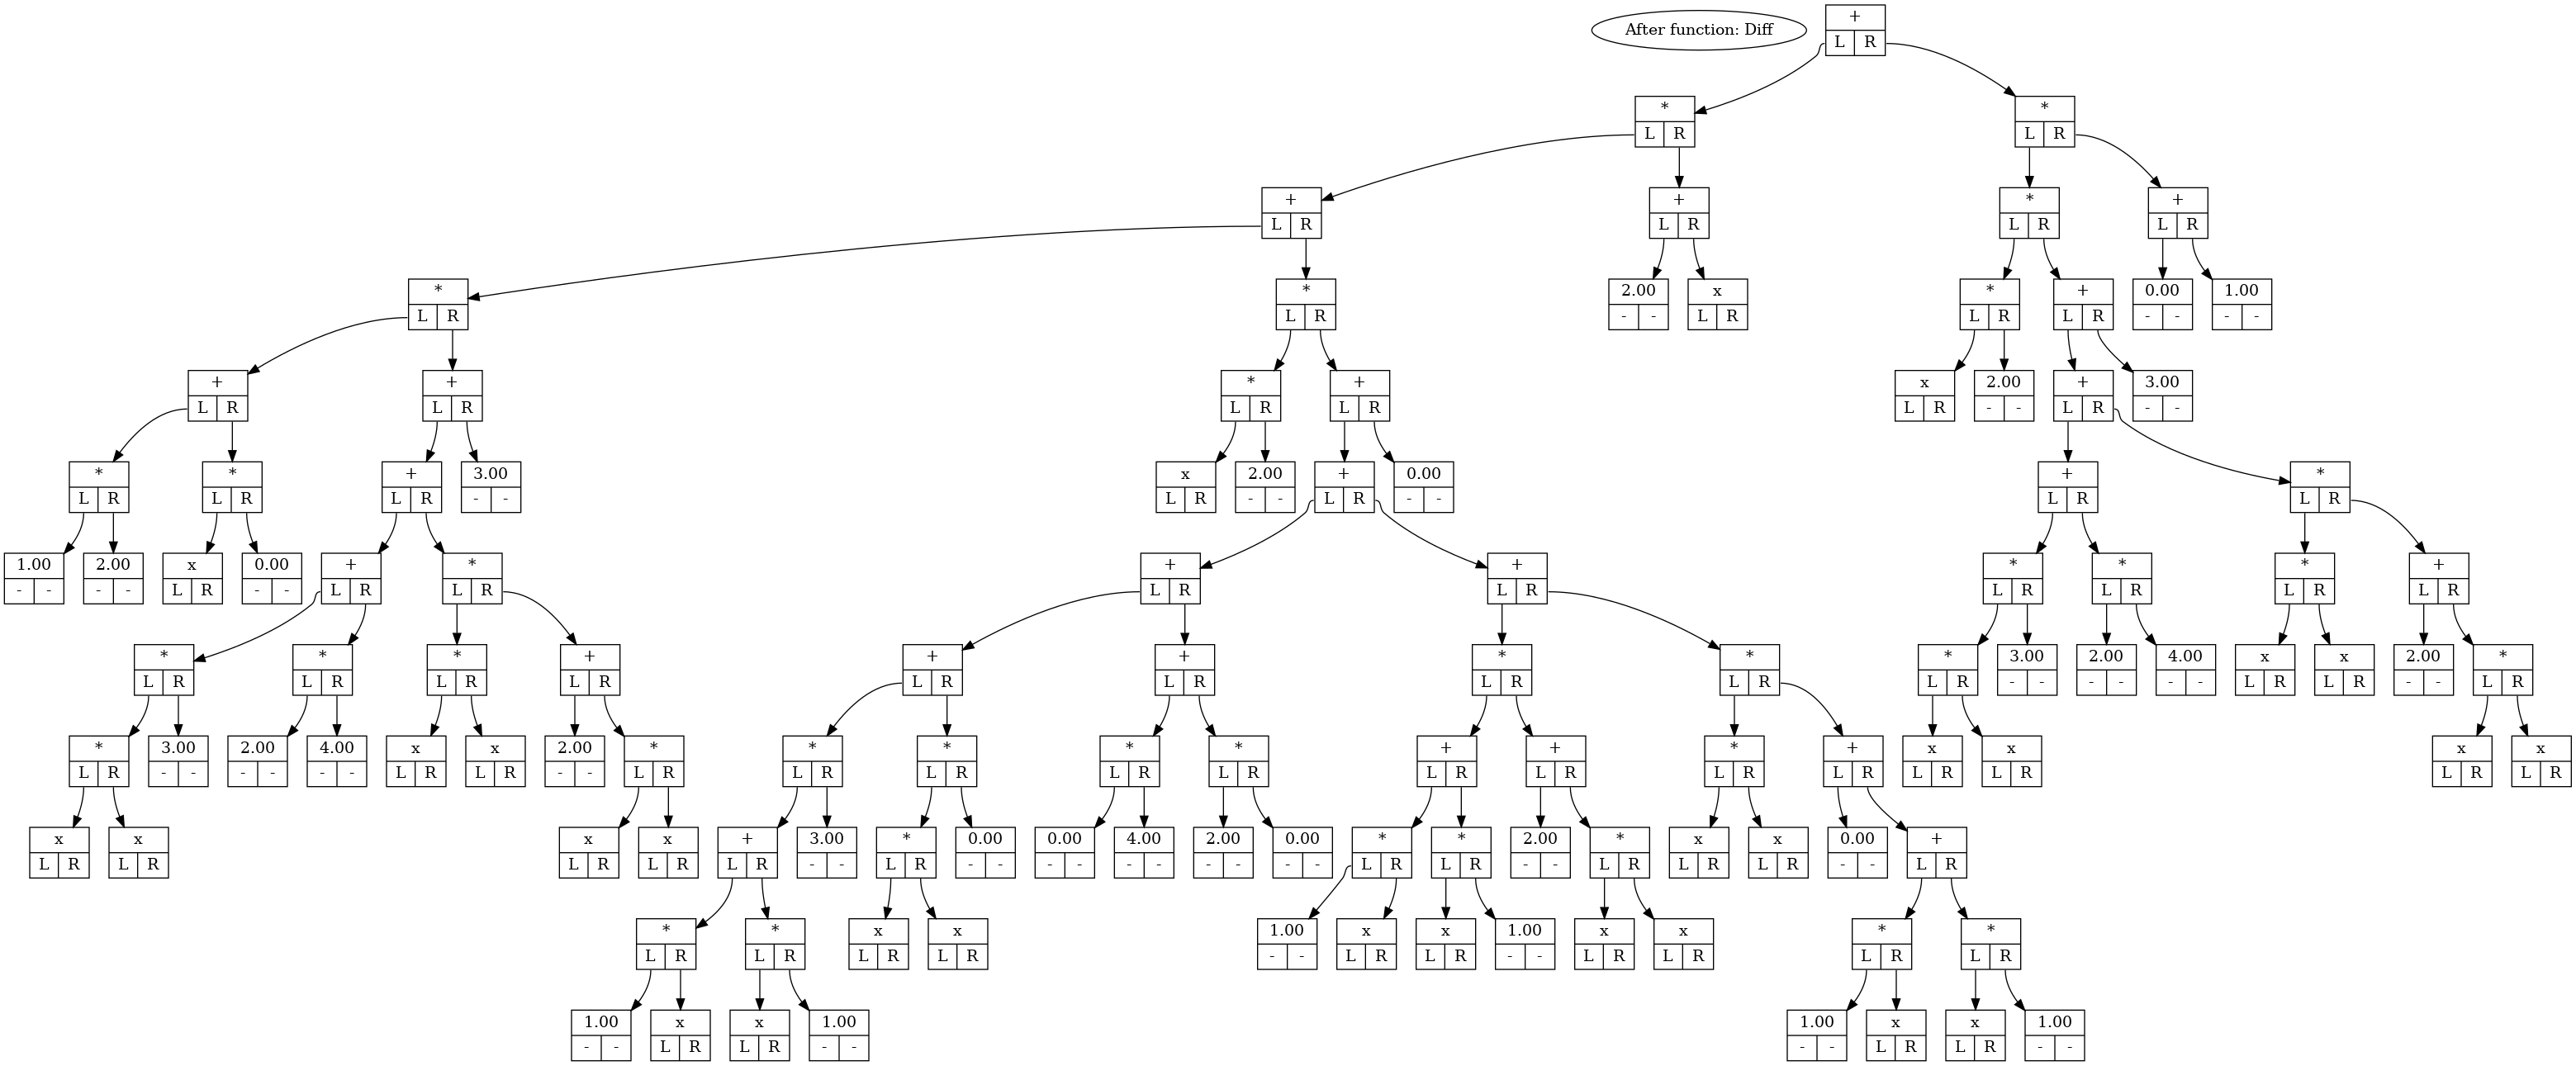 After function: Diff
+
L R
* *
L R L R
+ + * +
L R L R L R L R
* * 2.00 x * + 0.00 1.00
L R L R - - L R L R L R - - - -
+ + * + x 2.00 + 3.00
L R L R L R L R L R - - L R - -
* * + 3.00 x 2.00 + 0.00 + *
L R L R L R - - L R - - L R - - L R L R
1.00 2.00 x 0.00 + * + + * * * +
- - - - L R - - L R L R L R L R L R L R L R L R
* * * + + + * * * 3.00 2.00 4.00 x x 2.00 *
L R L R L R L R L R L R L R L R L R - - - - - - L R L R - - L R
* 3.00 2.00 4.00 x x 2.00 * * * * * + + * + x x x x
L R - - - - - - L R L R - - L R L R L R L R L R L R L R L R L R L R L R L R L R
x x x x + 3.00 * 0.00 0.00 4.00 2.00 0.00 * * 2.00 * x x 0.00 +
L R L R L R L R L R - - L R - - - - - - - - - - L R L R - - L R L R L R - - L R
* * x x 1.00 x x 1.00 x x * *
L R L R L R L R - - L R L R - - L R L R L R L R
1.00 x x 1.00 1.00 x x 1.00
- - L R L R - - - - L R L R - -